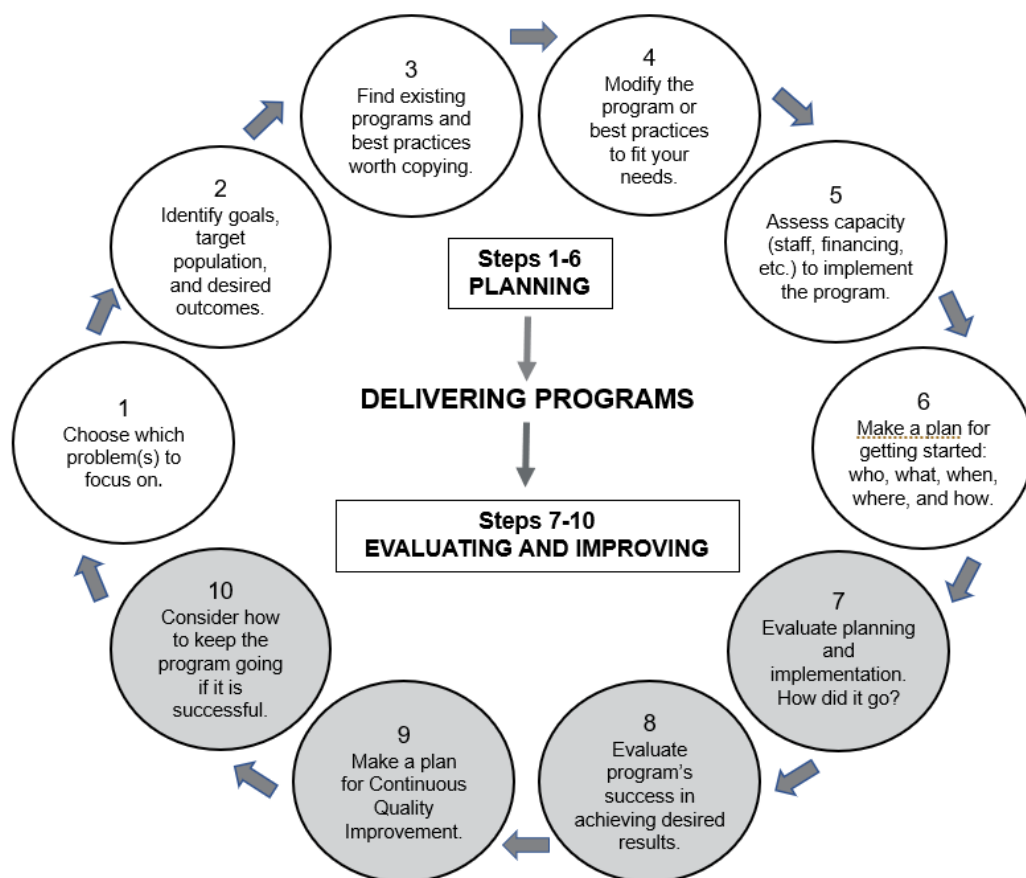 1
Choose which
problem(s) to
focus on.
2
Identify goals,
target
population,
and desired
outcomes.
3
Find existing
programs and
best practices
worth copying.
4
Modify the
program or
best practices
to fit your
needs.
5
Assess capacity
(staff, financing,
etc.) to implement
the program.
6
Make a plan for
getting started:
who, what, when,
where, and how.
7
Evaluate planning
and
implementation.
How did it go?
8
Evaluate
program's
success in
achieving desired
results.
9
Make a plan
for Continuous
Quality
Improvement.
10
Consider how
to keep the
program going
if it is
successful.
Steps 1-6
PLANNING
DELIVERING PROGRAMS
Steps 7-10
EVALUATING AND IMPROVING